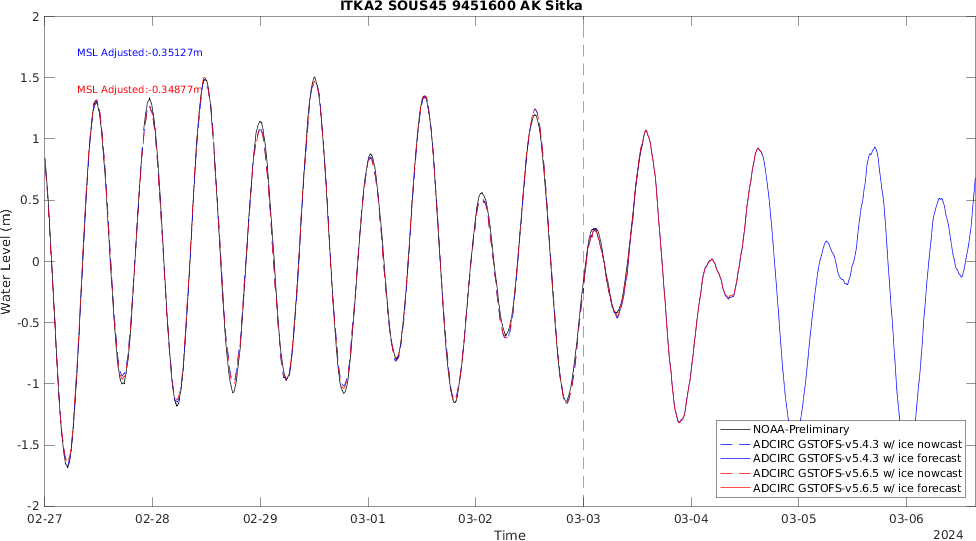 ITKA2 SOUS45 9451600 AK Sitka
MSL Adjusted:-0.35127m
MSL Adjusted:-0.34877m
Water Level (m)
2
1.5
1
0.5
0
-0.5
-1
-1.5
-2
NOAA-Preliminary
ADCIRC GSTOFS-v5.4.3 w/ ice nowcast
ADCIRC GSTOFS-v5.4.3 w/ ice forecast
ADCIRC GSTOFS-v5.6.5 w/ ice nowcast
ADCIRC GSTOFS-v5.6.5 w/ ice forecast
02-27 02-28 02-29 03-01 03-02 03-03 03-04 03-05 03-06
Time
2024